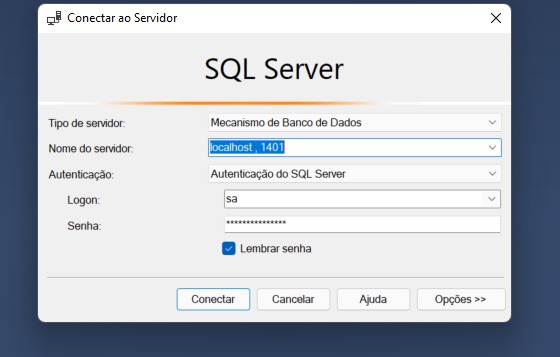 Conectar ao Servidor
SQL Server
Tipo de servidor: Mecanismo de Banco de Dados
Nome do servidor: localhost , 1401
Autenticação: Autenticação do SQL Server
Logon: sa
Senha: ***************
Lembrar senha
Conectar Cancelar Ajuda Opções >>